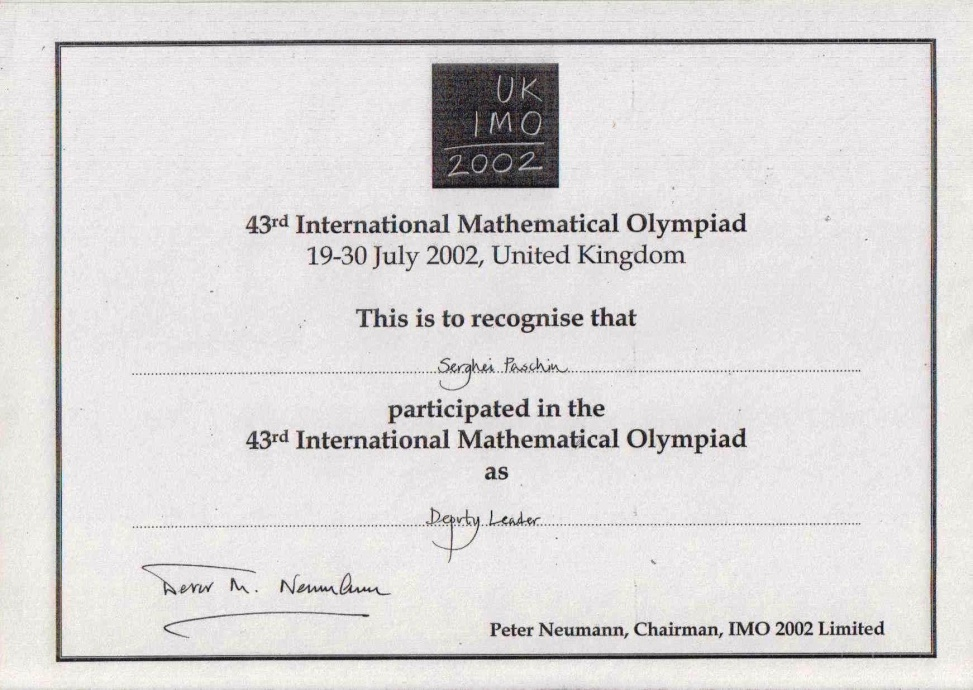 UK
IMO
2002
43rd International Mathematical Olympiad
19-30 July 2002, United Kingdom
This is to recognise that
Serghei Paschin
participated in the
43rd International Mathematical Olympiad
as
Deputy Leader
Peter M. Neumann
Peter Neumann, Chairman, IMO 2002 Limited